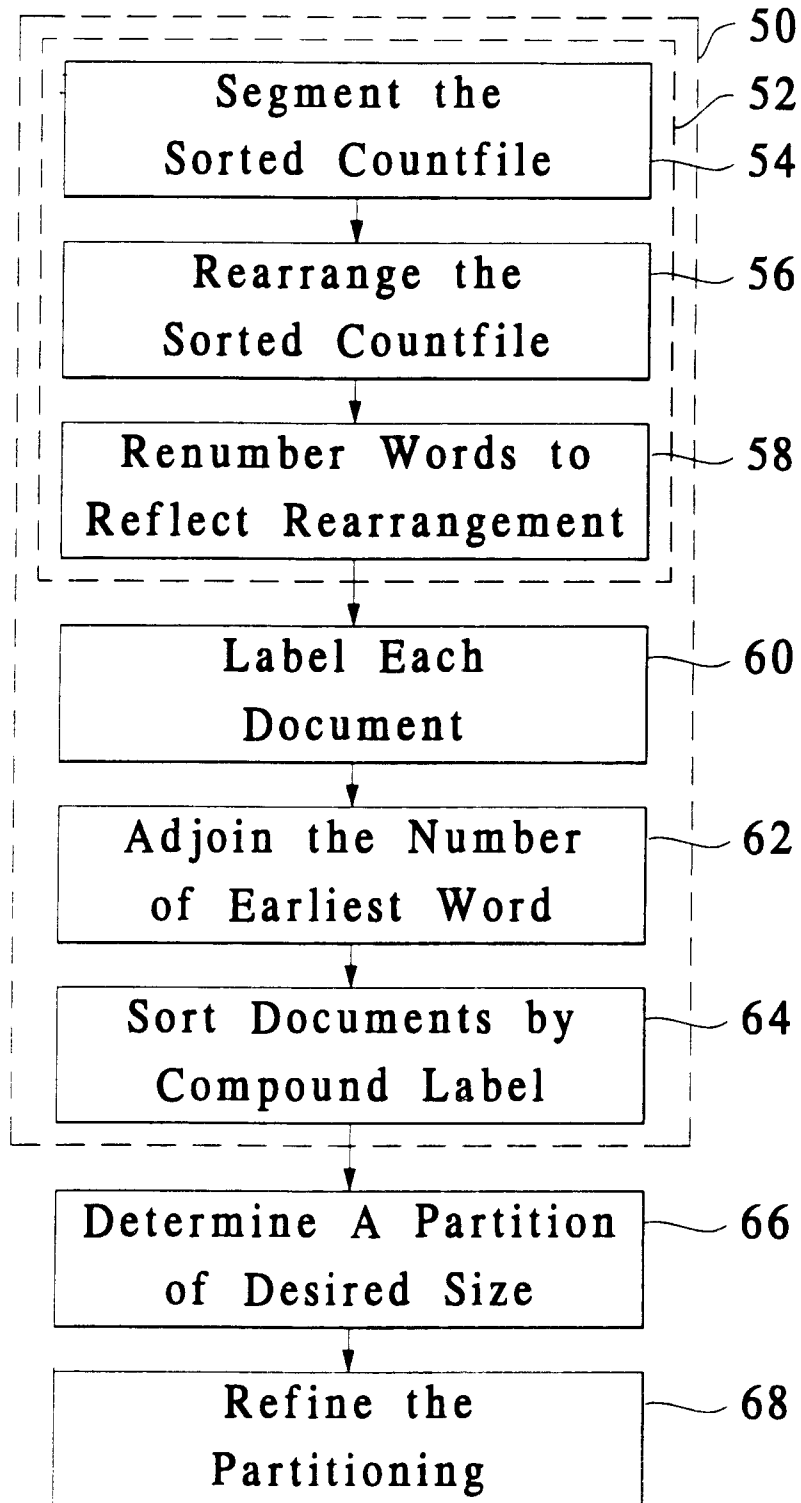 50
Segment the
52
Sorted Countfile
54
Rearrange the
56
Sorted Countfile
Renumber Words to
58
Reflect Rearrangement
Label Each
60
Document
Adjoin the Number
62
of Earliest Word
Sort Documents by
64
Compound Label
Determine A Partition
66
of Desired Size
Refine the
68
Partitioning